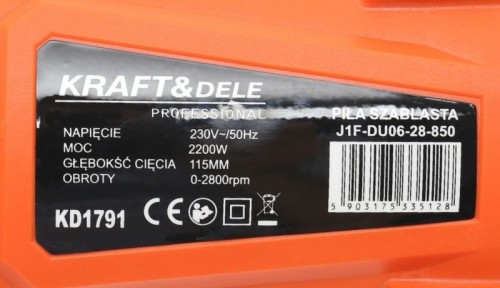 KRAFT&DELE
PROFESSIONAL
NAPIĘCIE 230V~/50Hz
MOC 2200W
GŁĘBOKŚĆ CIĘCIA 115MM
OBROTY 0-2800rpm
KD1791 CE
PIŁA SZABLASTA
J1F-DU06-28-850
5 903175 335128